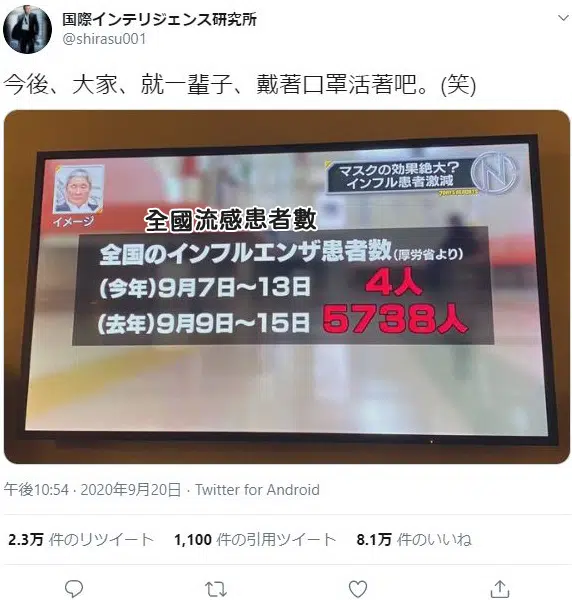 国際インテリジェンス研究所
@shirasu001
今後、大家、就一輩子、戴著口罩活著吧。(笑)
マスクの効果絶大?
インフル患者激減
N
7DAYS REPORTS
イメージ
全國流感患者數
全国のインフルエンザ患者数(厚労省より)
(今年)9月7日~13日 4人
(去年)9月9日~15日 5738人
午後10:54 · 2020年9月20日 · Twitter for Android
2.3万 件のリツイート 1,100 件の引用ツイート 8.1万 件のいいね